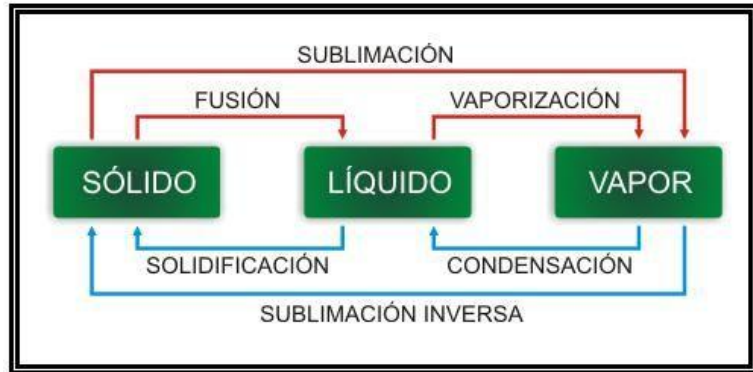 SUBLIMACIÓN
FUSIÓN VAPORIZACIÓN
SÓLIDO LÍQUIDO VAPOR
SOLIDIFICACIÓN CONDENSACIÓN
SUBLIMACIÓN INVERSA